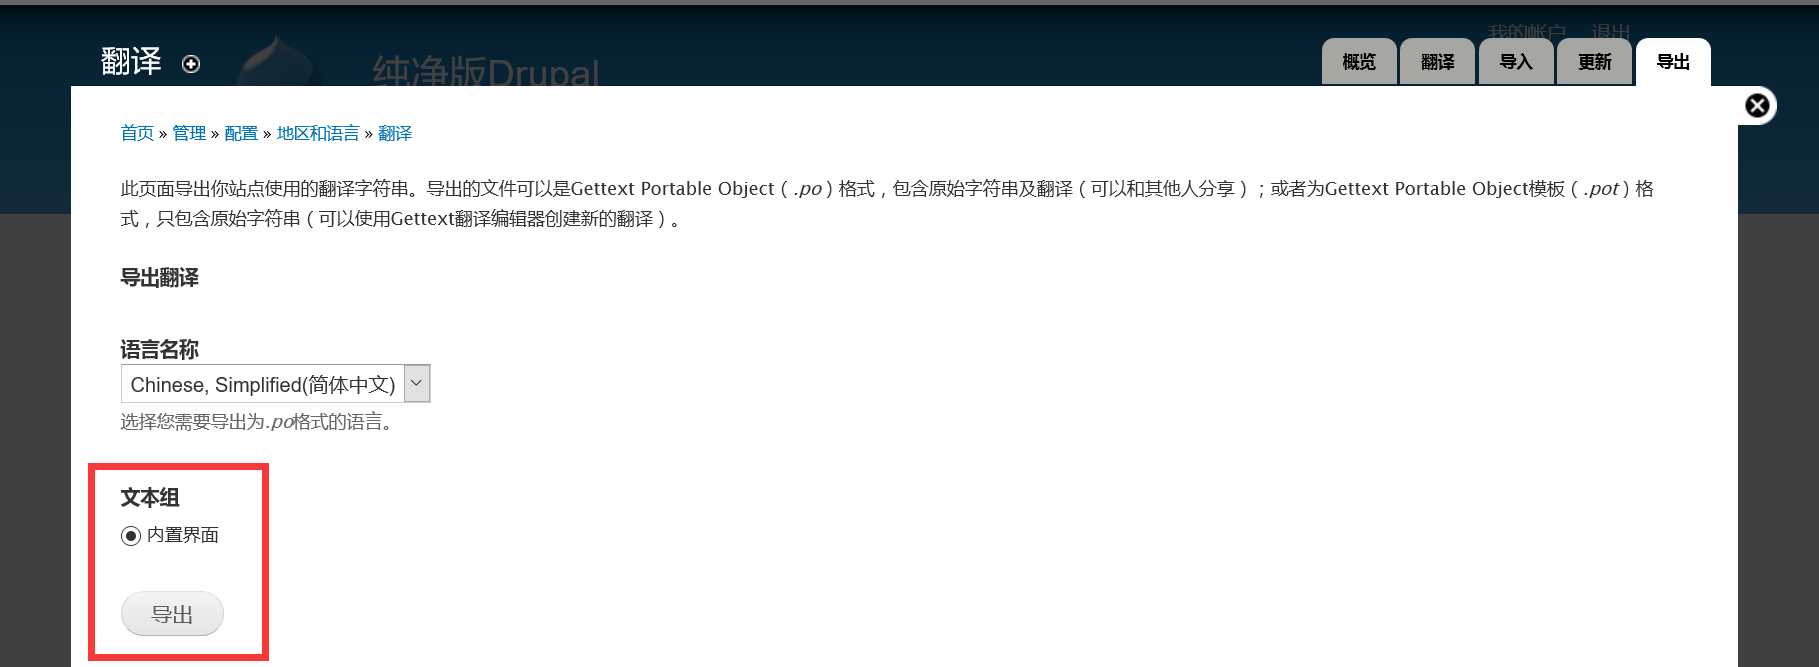 我的帐户 退出
翻译
纯净版Drupal
概览 翻译 导入 更新 导出
首页 » 管理 » 配置 » 地区和语言 » 翻译
此页面导出你站点使用的翻译字符串。导出的文件可以是Gettext Portable Object（.po）格式，包含原始字符串及翻译（可以和其他人分享）；或者为Gettext Portable Object模板（.pot）格
式，只包含原始字符串（可以使用Gettext翻译编辑器创建新的翻译）。
导出翻译
语言名称
Chinese, Simplified(简体中文)
选择您需要导出为.po格式的语言。
文本组
内置界面
导出